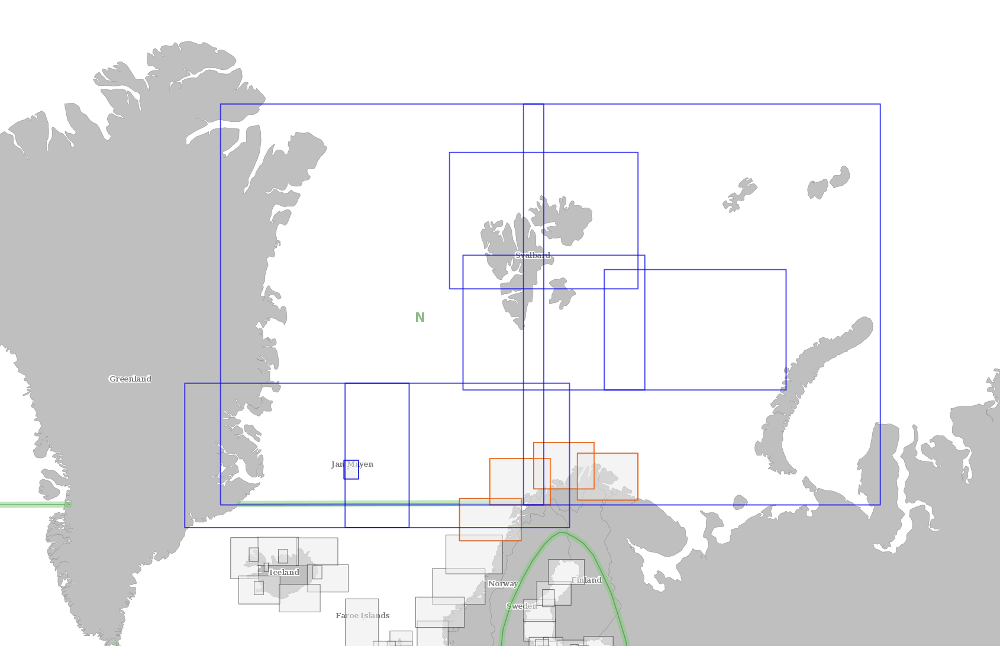 Svalbard
N
Greenland
Jan Mayen
Iceland
Norway
Finland
Sweden
Faroe Islands